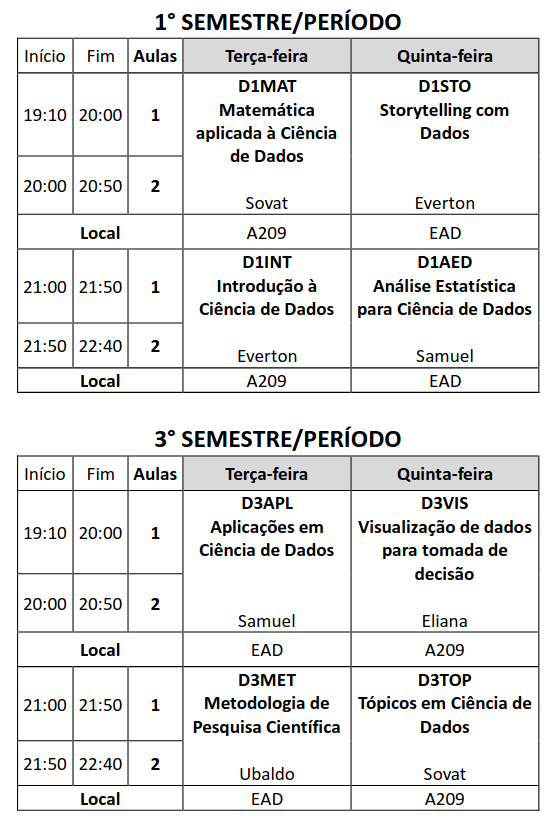 1° SEMESTRE/PERÍODO
Início Fim Aulas Terça-feira Quinta-feira
19:10 20:00 1 D1MAT Matemática aplicada à Ciência de Dados D1STO Storytelling com Dados
20:00 20:50 2 Sovat Everton
Local A209 EAD
21:00 21:50 1 D1INT Introdução à Ciência de Dados D1AED Análise Estatística para Ciência de Dados
21:50 22:40 2 Everton Samuel
Local A209 EAD
3° SEMESTRE/PERÍODO
Início Fim Aulas Terça-feira Quinta-feira
19:10 20:00 1 D3APL Aplicações em Ciência de Dados D3VIS Visualização de dados para tomada de decisão
20:00 20:50 2 Samuel Eliana
Local EAD A209
21:00 21:50 1 D3MET Metodologia de Pesquisa Científica D3TOP Tópicos em Ciência de Dados
21:50 22:40 2 Ubaldo Sovat
Local EAD A209